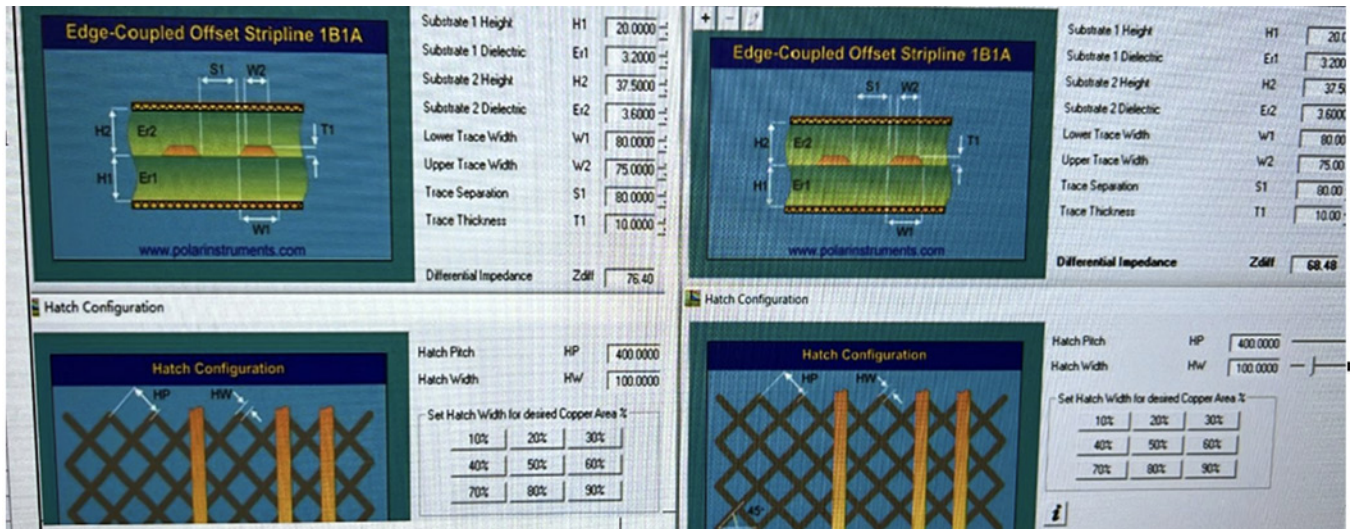 Edge-Coupled Offset Stripline 1B1A
S1 W2
H2 Er2 T1
H1 Er1
W1
www.polarinstruments.com
Substrate 1 Height H1 20.0000
Substrate 1 Dielectric Er1 3.2000
Substrate 2 Height H2 37.5000
Substrate 2 Dielectric Er2 3.6000
Lower Trace Width W1 80.0000
Upper Trace Width W2 75.0000
Trace Separation S1 80.0000
Trace Thickness T1 10.0000
Differential Impedance Zdiff 76.40
Hatch Configuration
Hatch Configuration
HP HW
Hatch Pitch HP 400.0000
Hatch Width HW 100.0000
Set Hatch Width for desired Copper Area %
10% 20% 30%
40% 50% 60%
70% 80% 90%
+ -
Edge-Coupled Offset Stripline 1B1A
S1 W2
H2 Er2 T1
H1 Er1
W1
www.polarinstruments.com
Substrate 1 Height H1 20.0
Substrate 1 Dielectric Er1 3.200
Substrate 2 Height H2 37.5
Substrate 2 Dielectric Er2 3.6000
Lower Trace Width W1 80.00
Upper Trace Width W2 75.00
Trace Separation S1 80.00
Trace Thickness T1 10.00
Differential Impedance Zdiff 68.48
Hatch Configuration
Hatch Configuration
HP HW
45°
Hatch Pitch HP 400.0000
Hatch Width HW 100.0000
Set Hatch Width for desired Copper Area %
10% 20% 30%
40% 50% 60%
70% 80% 90%
i